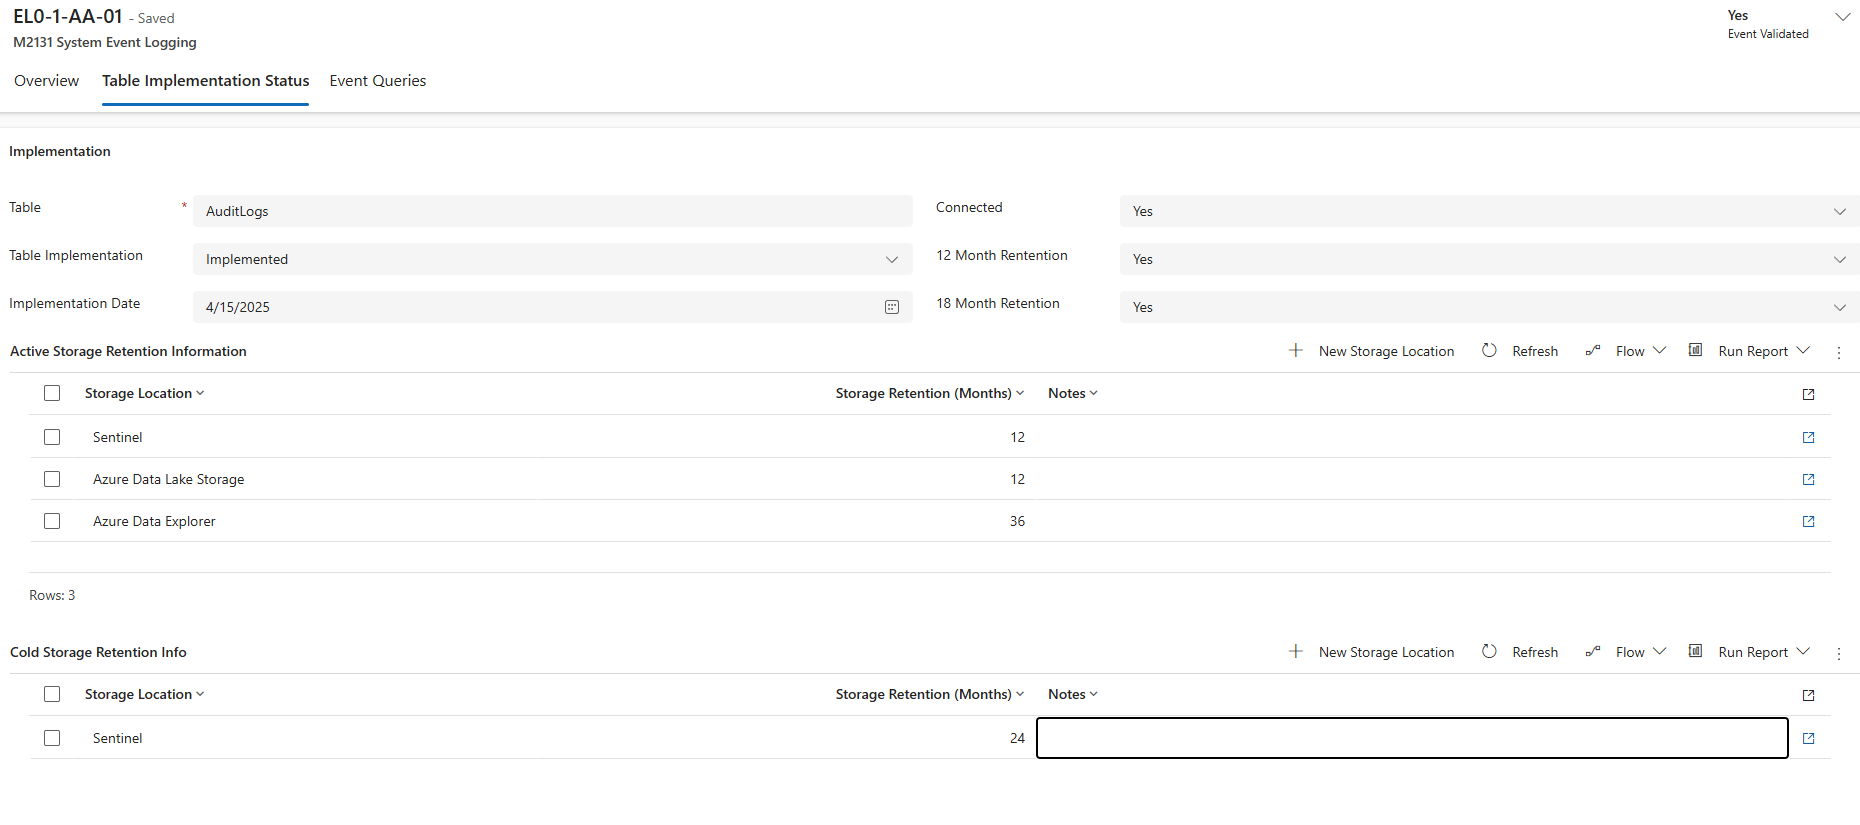 EL0-1-AA-01 - Saved
M2131 System Event Logging
Yes
Event Validated
Overview Table Implementation Status Event Queries
Implementation
Table * AuditLogs Connected Yes
Table Implementation Implemented 12 Month Rentention Yes
Implementation Date 4/15/2025 18 Month Retention Yes
Active Storage Retention Information New Storage Location Refresh Flow Run Report
Storage Location Storage Retention (Months) Notes
Sentinel 12
Azure Data Lake Storage 12
Azure Data Explorer 36
Rows: 3
Cold Storage Retention Info New Storage Location Refresh Flow Run Report
Storage Location Storage Retention (Months) Notes
Sentinel 24